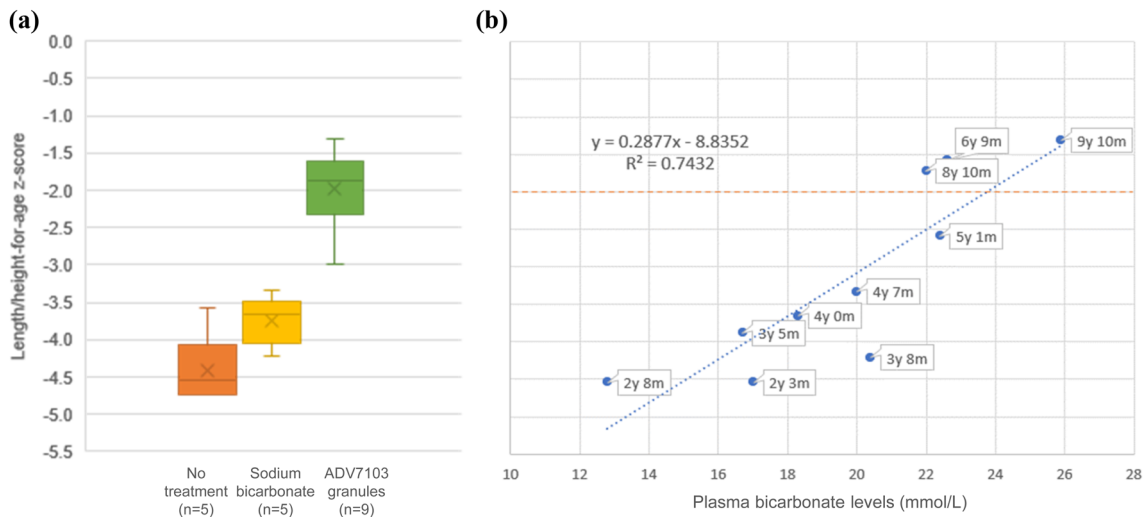 (a)
(b)
Length/height-for-age z-score
0.0
-0.5
-1.0
-1.5
-2.0
-2.5
-3.0
-3.5
-4.0
-4.5
-5.0
-5.5
No
treatment
(n=5)
Sodium
bicarbonate
(n=5)
ADV7103
granules
(n=9)
y = 0.2877x - 8.8352
R² = 0.7432
6y 9m
9y 10m
8y 10m
5y 1m
4y 7m
4y 0m
3y 5m
3y 8m
2y 8m
2y 3m
10
12
14
16
18
20
22
24
26
28
Plasma bicarbonate levels (mmol/L)